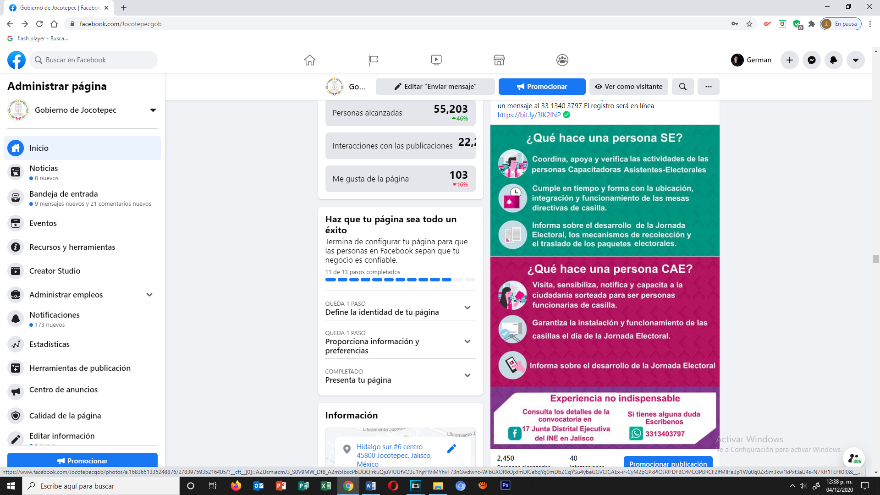 Gobierno de Jocotepec | Faceboo
facebook.com/Jocotepecgob
En pausa
flash player - Busca...
Buscar en Facebook
German
Administrar página
Gobierno de Jocotepec
Inicio
Noticias
8 nuevos
Bandeja de entrada
9 mensajes nuevos y 21 comentarios nuevos
Eventos
Recursos y herramientas
Creator Studio
Administrar empleos
Notificaciones
173 nuevos
Estadísticas
Herramientas de publicación
Centro de anuncios
Calidad de la página
Editar información
Promocionar
Go...
Editar "Enviar mensaje"
Promocionar
Ver como visitante
Personas alcanzadas
55,203
46%
Interacciones con las publicaciones
22,
Me gusta de la página
103
16%
Haz que tu página sea todo un
éxito
Termina de configurar tu página para que
las personas en Facebook sepan que tu
negocio es confiable.
11 de 13 pasos completados
QUEDA 1 PASO
Define la identidad de tu página
QUEDA 1 PASO
Proporciona información y
preferencias
COMPLETADO
Presenta tu página
Información
Hidalgo sur #6 centro
45800 Jocotepec, Jalisco,
México
un mensaje al 33 1340 3797 El registro será en línea
¿Qué hace una persona SE?
Coordina, apoya y verifica las actividades de las
personas Capacitadoras Asistentes-Electorales
Cumple en tiempo y forma con la ubicación,
integración y funcionamiento de las mesas
directivas de casilla.
Informa sobre el desarrollo de la Jornada
Electoral, los mecanismos de recolección y
el traslado de los paquetes electorales.
¿Qué hace una persona CAE?
Visita, sensibiliza, notifica y capacita a la
ciudadanía sorteada para ser personas
funcionarias de casilla.
Garantiza la instalación y funcionamiento de las
casillas el día de la Jornada Electoral.
Informa sobre el desarrollo de la Jornada Electoral
Experiencia no indispensable
Consulta los detalles de la
convocatoria en
17 Junta Distrital Ejecutiva
del INE en Jalisco
Si tienes alguna duda
Escríbenos
3313403797
2,450
40
Promocionar publicación
Activar Windows
Ve a Configuración para activar Windows
Escribe aquí para buscar
12:38 p. m.
04/12/2020